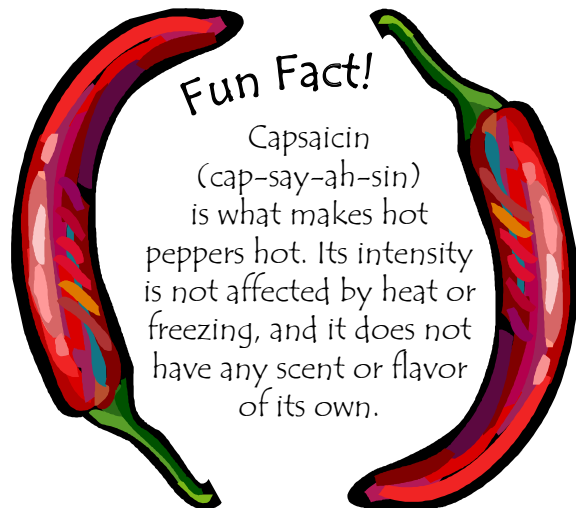 Fun Fact!
Capsaicin
(cap-say-ah-sin)
is what makes hot
peppers hot. Its intensity
is not affected by heat or
freezing, and it does not
have any scent or flavor
of its own.